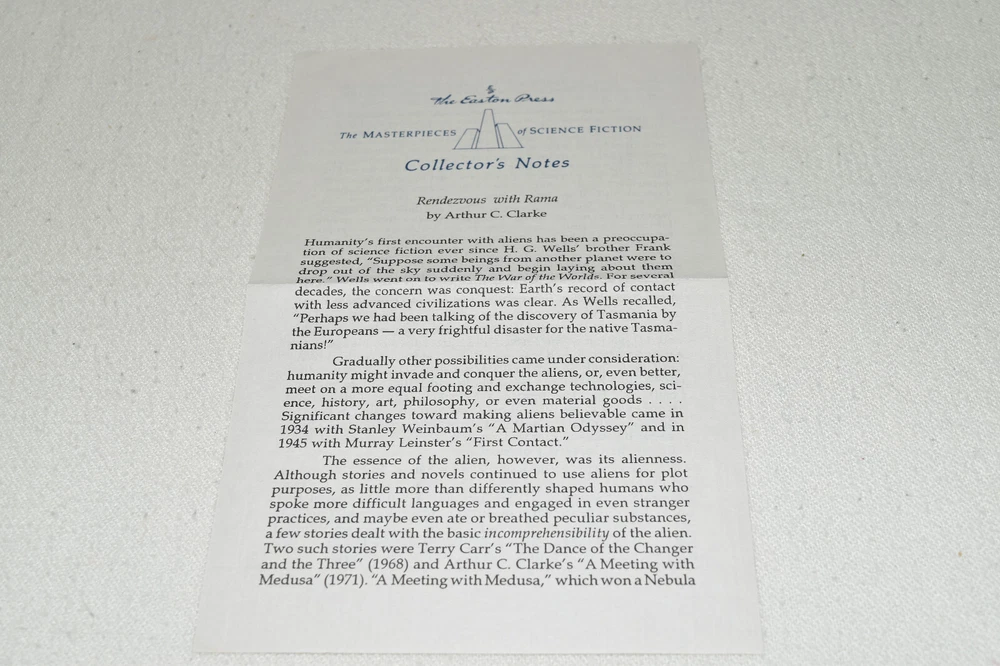 The Easton Press
The MASTERPIECES of SCIENCE FICTION
Collector's Notes
Rendezvous with Rama
by Arthur C. Clarke
Humanity's first encounter with aliens has been a preoccupa-
tion of science fiction ever since H. G. Wells' brother Frank
suggested, "Suppose some beings from another planet were to
drop out of the sky suddenly and begin laying about them
here." Wells went on to write The War of the Worlds. For several
decades, the concern was conquest: Earth's record of contact
with less advanced civilizations was clear. As Wells recalled,
"Perhaps we had been talking of the discovery of Tasmania by
the Europeans — a very frightful disaster for the native Tasma-
nians!"
Gradually other possibilities came under consideration:
humanity might invade and conquer the aliens, or, even better,
meet on a more equal footing and exchange technologies, sci-
ence, history, art, philosophy, or even material goods . . . .
Significant changes toward making aliens believable came in
1934 with Stanley Weinbaum's "A Martian Odyssey" and in
1945 with Murray Leinster's "First Contact."
The essence of the alien, however, was its alienness.
Although stories and novels continued to use aliens for plot
purposes, as little more than differently shaped humans who
spoke more difficult languages and engaged in even stranger
practices, and maybe even ate or breathed peculiar substances,
a few stories dealt with the basic incomprehensibility of the alien.
Two such stories were Terry Carr's "The Dance of the Changer
and the Three" (1968) and Arthur C. Clarke's "A Meeting with
Medusa" (1971). "A Meeting with Medusa," which won a Nebula